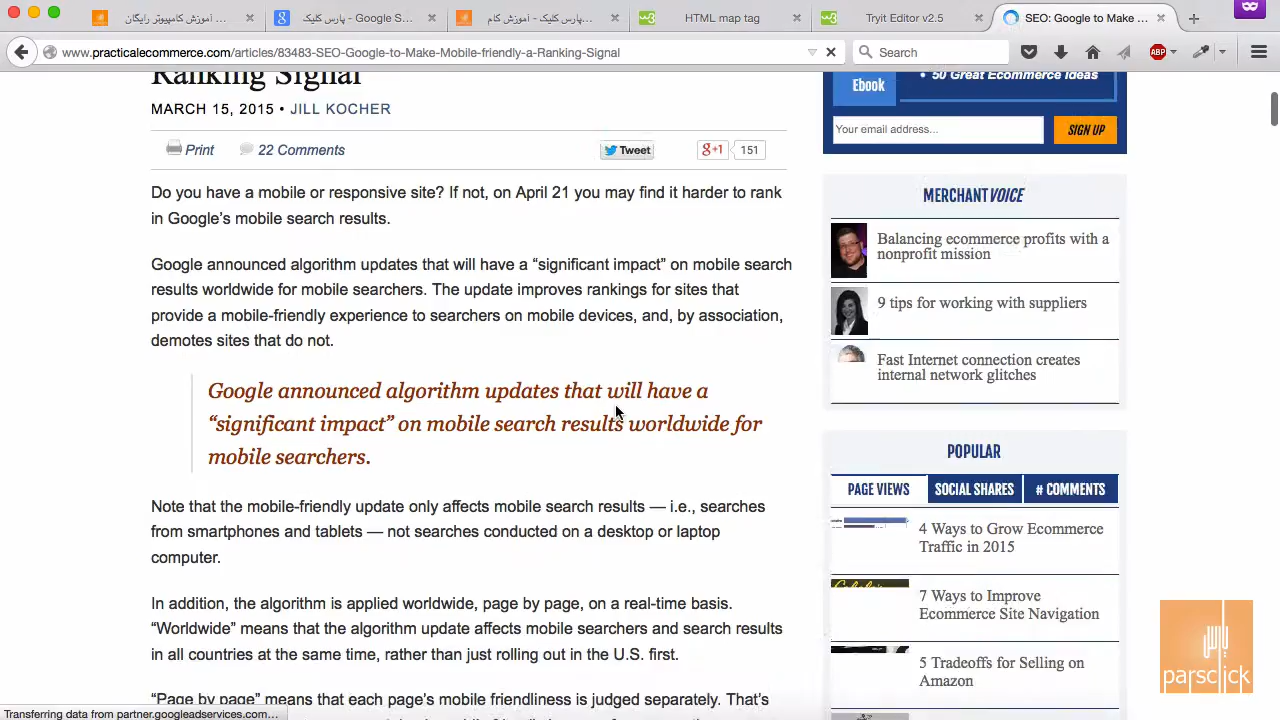 ... آموزش کامپیوتر رایگان
پارس کلیک - Google S...
...پارس کلیک - آموزش گام
HTML map tag
Tryit Editor v2.5
SEO: Google to Make ...
www.practicalecommerce.com/articles/83483-SEO-Google-to-Make-Mobile-friendly-a-Ranking-Signal
Search
ABP
Ranking Signal
MARCH 15, 2015 • JILL KOCHER
Print
22 Comments
Tweet
g+1
151
Do you have a mobile or responsive site? If not, on April 21 you may find it harder to rank
in Google’s mobile search results.
Google announced algorithm updates that will have a “significant impact” on mobile search
results worldwide for mobile searchers. The update improves rankings for sites that
provide a mobile-friendly experience to searchers on mobile devices, and, by association,
demotes sites that do not.
Google announced algorithm updates that will have a
“significant impact” on mobile search results worldwide for
mobile searchers.
Note that the mobile-friendly update only affects mobile search results — i.e., searches
from smartphones and tablets — not searches conducted on a desktop or laptop
computer.
In addition, the algorithm is applied worldwide, page by page, on a real-time basis.
“Worldwide” means that the algorithm update affects mobile searchers and search results
in all countries at the same time, rather than just rolling out in the U.S. first.
“Page by page” means that each page’s mobile friendliness is judged separately. That’s
Transferring data from partner.googleadservices.com...
Ebook
• 50 Great Ecommerce Ideas
Your email address...
SIGN UP
MERCHANTVOICE
Balancing ecommerce profits with a
nonprofit mission
9 tips for working with suppliers
Fast Internet connection creates
internal network glitches
POPULAR
PAGE VIEWS
SOCIAL SHARES
# COMMENTS
4 Ways to Grow Ecommerce
Traffic in 2015
7 Ways to Improve
Ecommerce Site Navigation
5 Tradeoffs for Selling on
Amazon
پارس
parsclick